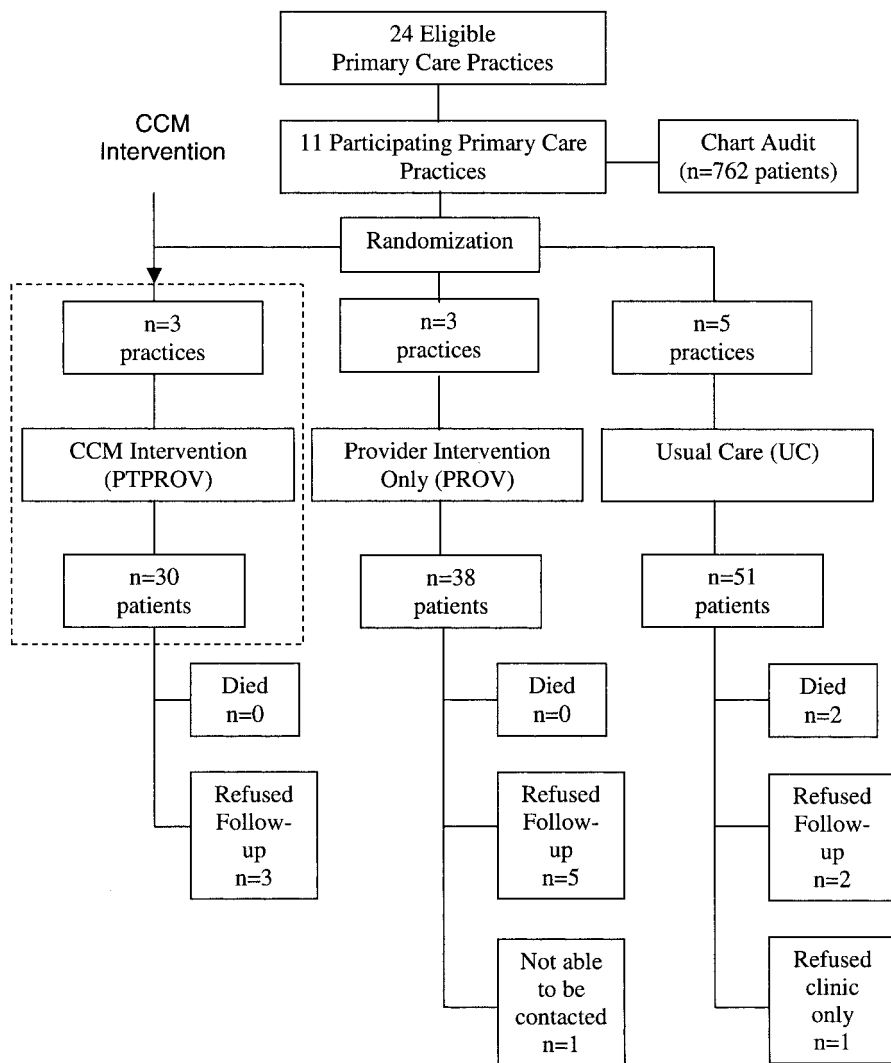 24 Eligible
Primary Care Practices
CCM
Intervention
11 Participating Primary Care
Practices
Chart Audit
(n=762 patients)
Randomization
n=3
practices
n=3
practices
n=5
practices
CCM Intervention
(PTPROV)
Provider Intervention
Only (PROV)
Usual Care (UC)
n=30
patients
n=38
patients
n=51
patients
Died
n=0
Died
n=0
Died
n=2
Refused
Follow-
up
n=3
Refused
Follow-
up
n=5
Refused
Follow-
up
n=2
Not able
to be
contacted
n=1
Refused
clinic
only
n=1